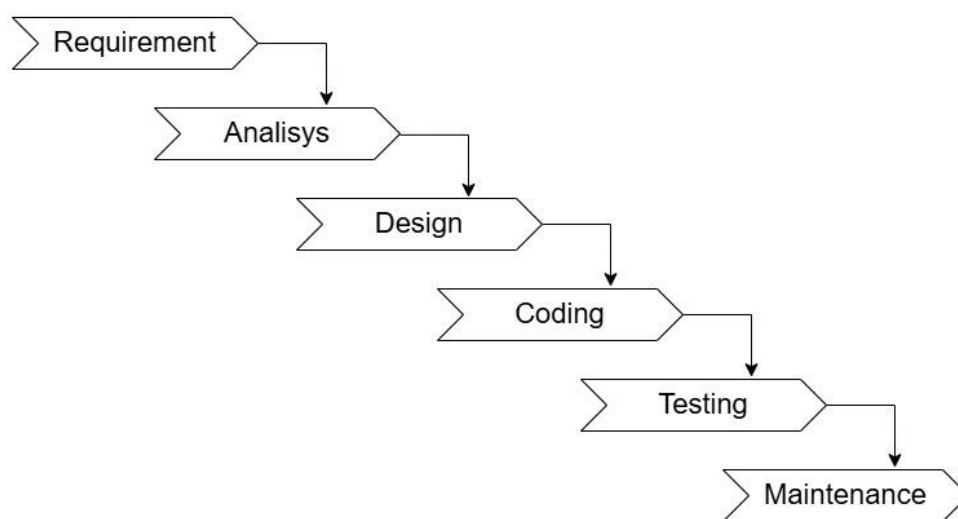 Requirement
Analisys
Design
Coding
Testing
Maintenance